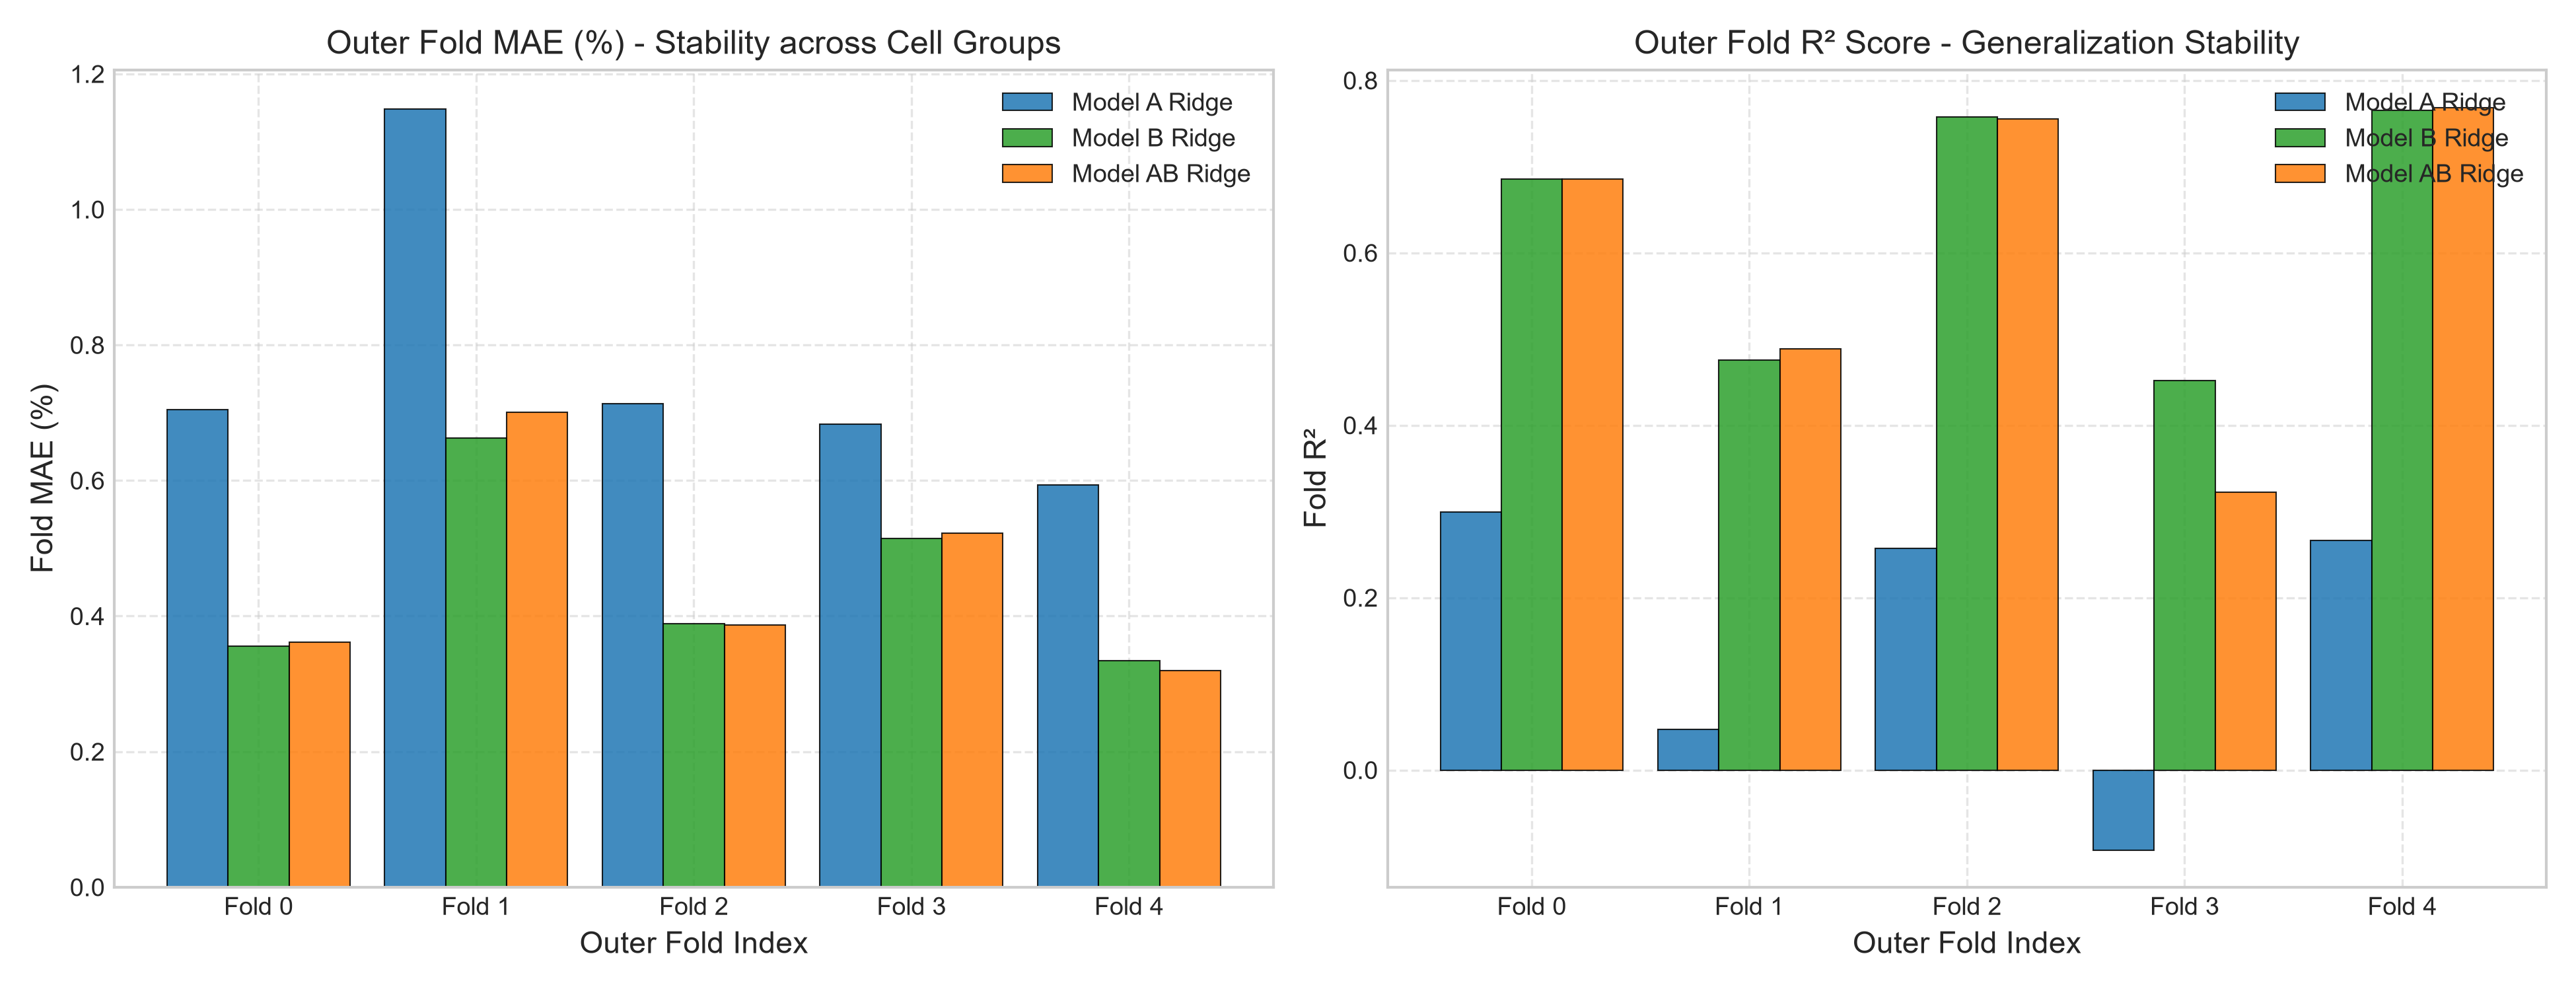 Outer Fold MAE (%) - Stability across Cell Groups
Fold MAE (%)
1.2
1.0
0.8
0.6
0.4
0.2
0.0
Model A Ridge
Model B Ridge
Model AB Ridge
Fold 0 Fold 1 Fold 2 Fold 3 Fold 4
Outer Fold Index
Outer Fold R² Score - Generalization Stability
Fold R²
0.8
0.6
0.4
0.2
0.0
Model A Ridge
Model B Ridge
Model AB Ridge
Fold 0 Fold 1 Fold 2 Fold 3 Fold 4
Outer Fold Index